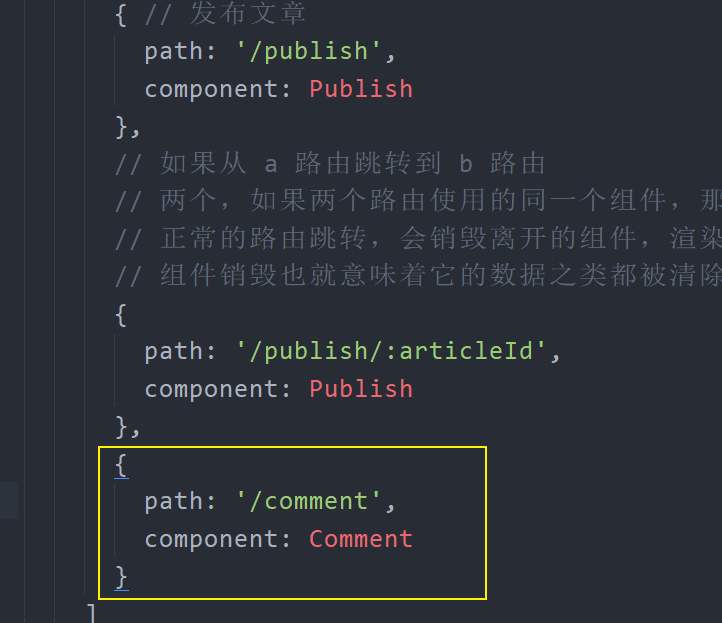 { // 发布文章
path: '/publish',
component: Publish
},
// 如果从 a 路由跳转到 b 路由
// 两个，如果两个路由使用的同一个组件，那
// 正常的路由跳转，会销毁离开的组件，渲染
// 组件销毁也就意味着它的数据之类都被清除
{
path: '/publish/:articleId',
component: Publish
},
{
path: '/comment',
component: Comment
}
]